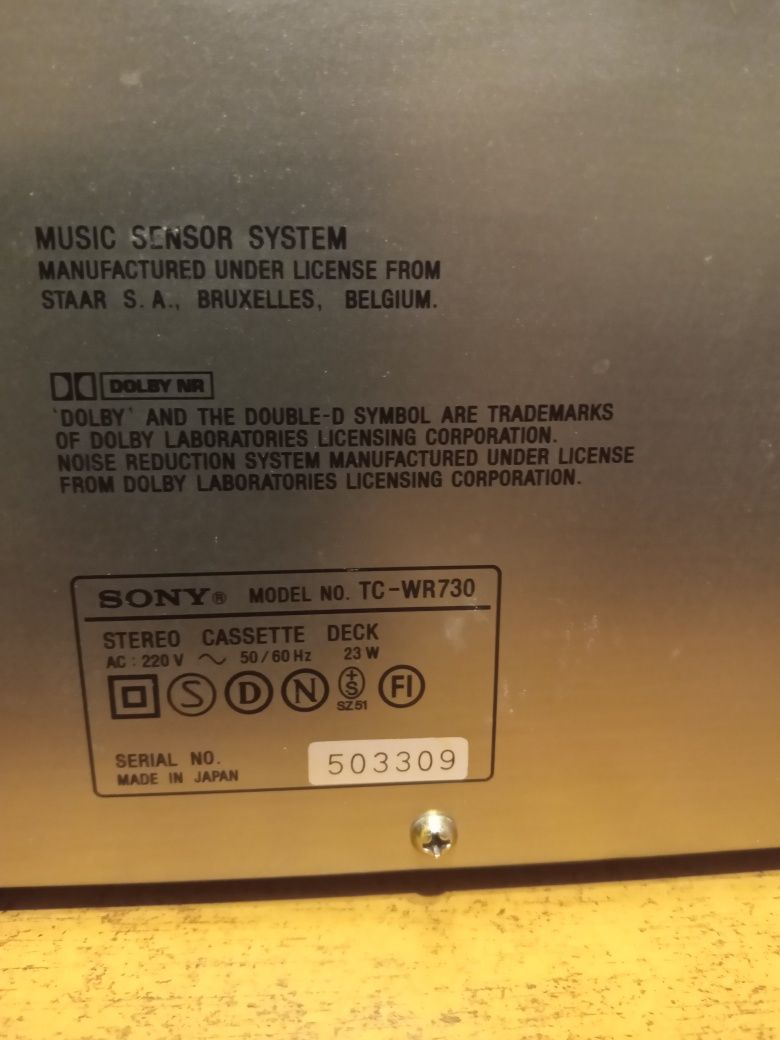 MUSIC SENSOR SYSTEM
MANUFACTURED UNDER LICENSE FROM
STAAR S.A., BRUXELLES, BELGIUM.
DOLBY NR
'DOLBY' AND THE DOUBLE-D SYMBOL ARE TRADEMARKS
OF DOLBY LABORATORIES LICENSING CORPORATION.
NOISE REDUCTION SYSTEM MANUFACTURED UNDER LICENSE
FROM DOLBY LABORATORIES LICENSING CORPORATION.
SONY® MODEL NO. TC-WR730
STEREO CASSETTE DECK
AC : 220 V ~ 50/60 Hz 23 W
S D N +S FI
SZ51
SERIAL NO. 503309
MADE IN JAPAN